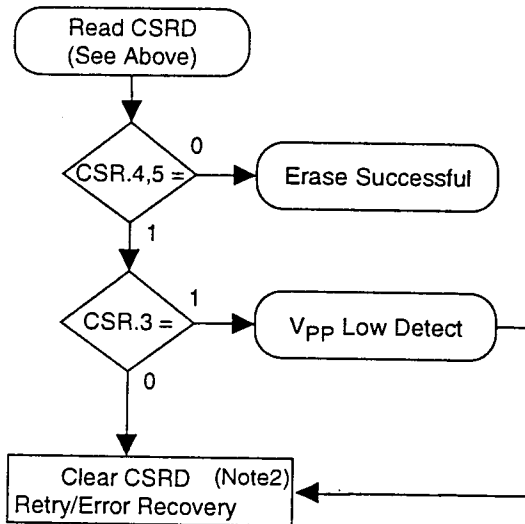 Read CSRD
(See Above)
CSR.4,5 =
0
Erase Successful
1
CSR.3 =
1
VPP Low Detect
0
Clear CSRD (Note2)
Retry/Error Recovery